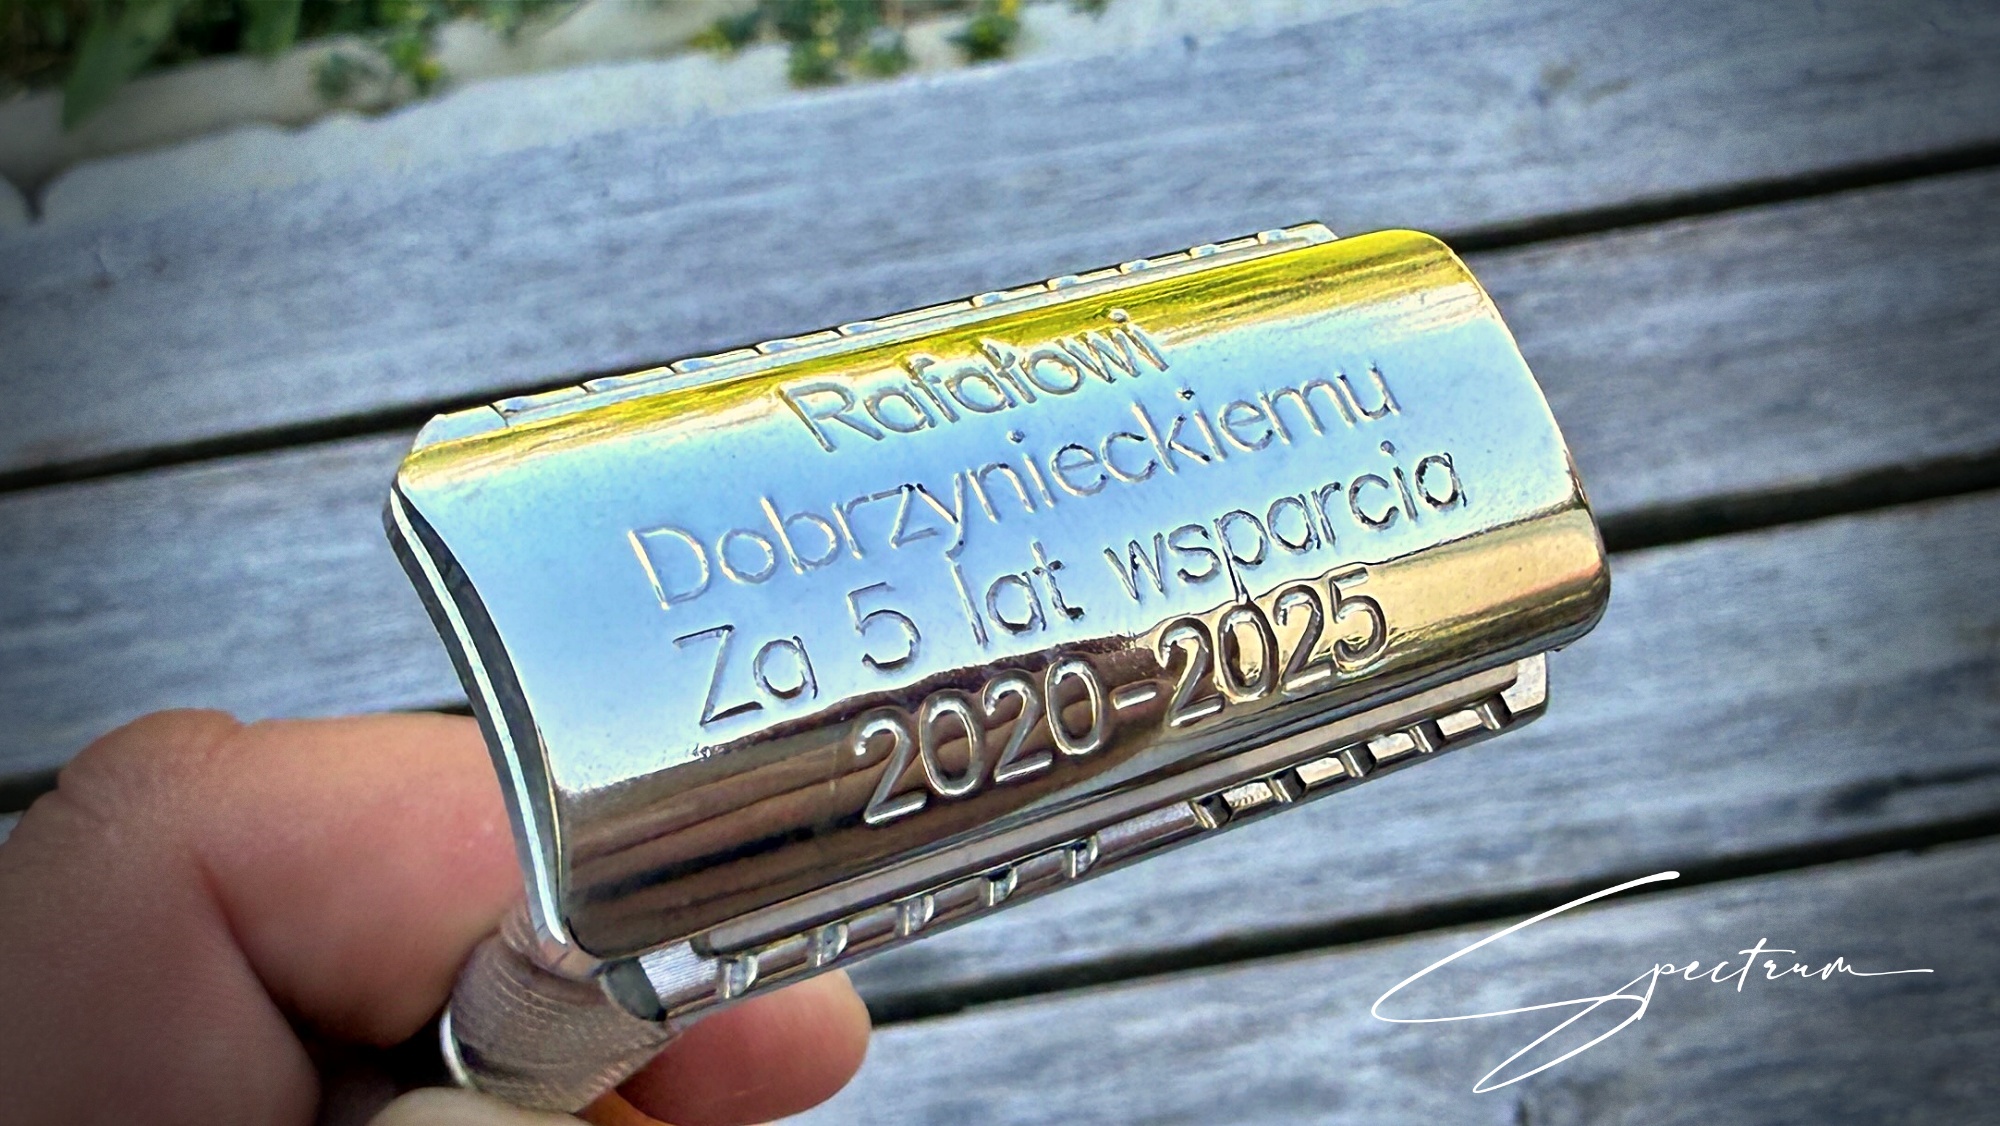 Rafałowi
Dobrzynieckiemu
Za 5 lat wsparcia
2020-2025
Spectrum